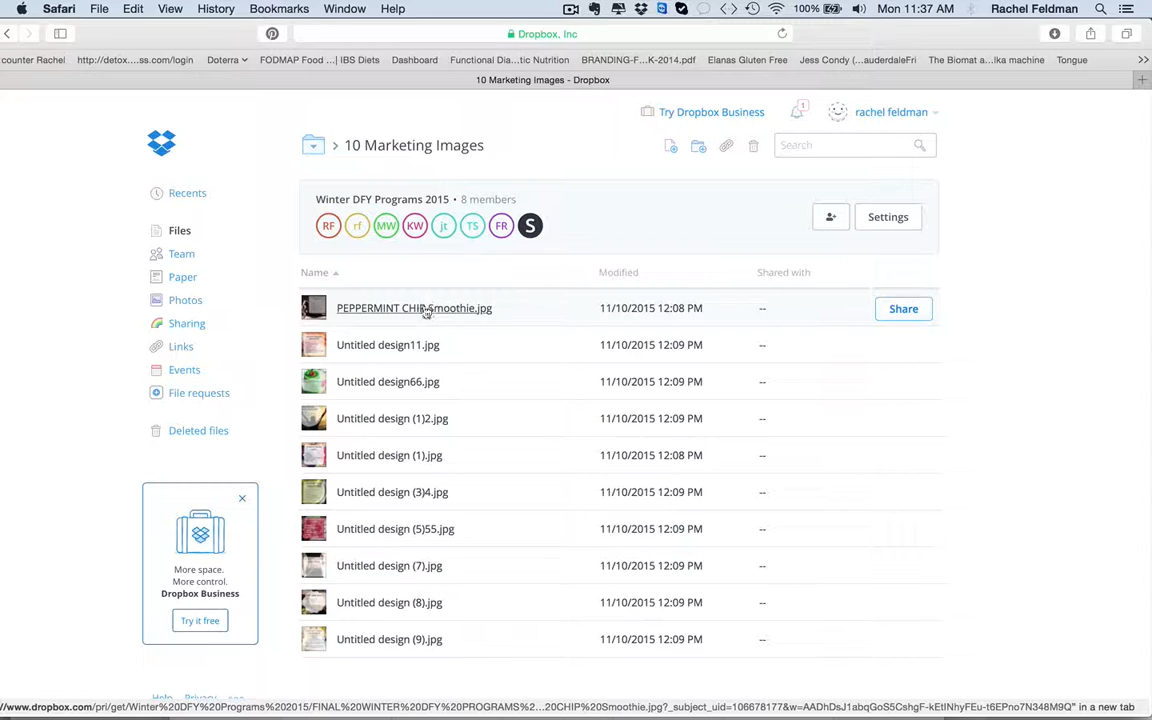 Safari File Edit View History Bookmarks Window Help 100% Mon 11:37 AM Rachel Feldman
Dropbox, Inc
counter Rachel http://detox....ss.com/login Doterra FODMAP Food ...| IBS Diets Dashboard Functional Dia...tic Nutrition BRANDING-F...K-2014.pdf Elanas Gluten Free Jess Condy (...auderdaleFri The Biomat a...lka machine Tongue
10 Marketing Images - Dropbox
Try Dropbox Business 1 rachel feldman
> 10 Marketing Images Search
Recents
Winter DFY Programs 2015 • 8 members
RF rf MW KW jt TS FR S Settings
Files
Team
Paper
Photos
Sharing
Links
Events
File requests
Deleted files
Name Modified Shared with
PEPPERMINT CHIP Smoothie.jpg 11/10/2015 12:08 PM -- Share
Untitled design11.jpg 11/10/2015 12:09 PM --
Untitled design66.jpg 11/10/2015 12:09 PM --
Untitled design (1)2.jpg 11/10/2015 12:09 PM --
Untitled design (1).jpg 11/10/2015 12:08 PM --
Untitled design (3)4.jpg 11/10/2015 12:09 PM --
Untitled design (5)55.jpg 11/10/2015 12:09 PM --
Untitled design (7).jpg 11/10/2015 12:09 PM --
Untitled design (8).jpg 11/10/2015 12:09 PM --
Untitled design (9).jpg 11/10/2015 12:09 PM --
More space.
More control.
Dropbox Business
Try it free
Help Privacy
//www.dropbox.com/pri/get/Winter%20DFY%20Programs%202015/FINAL%20WINTER%20DFY%20PROGRAMS%2...20CHIP%20Smoothie.jpg?_subject_uid=106678177&w=AADhDsJ1abqGoS5CshgF-kEtINhyFEu-t6EPno7N348M9Q" in a new tab